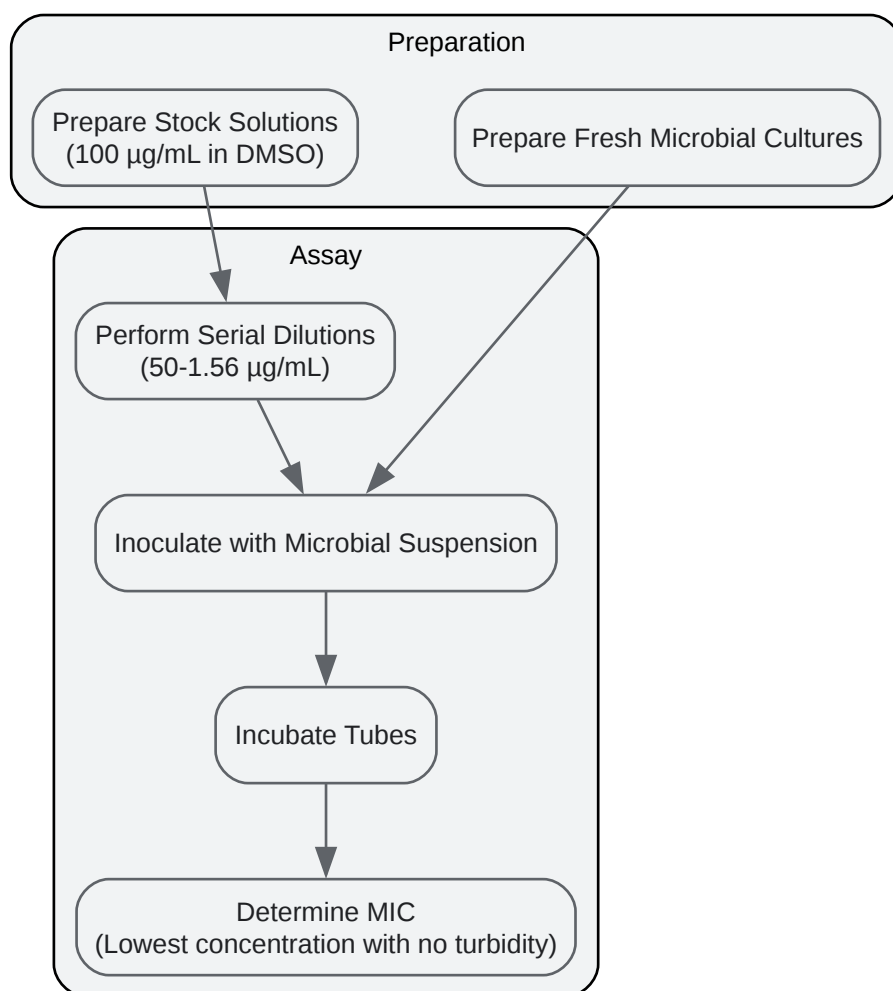 Preparation
Prepare Stock Solutions
(100 µg/mL in DMSO)
Prepare Fresh Microbial Cultures
Assay
Perform Serial Dilutions
(50-1.56 µg/mL)
Inoculate with Microbial Suspension
Incubate Tubes
Determine MIC
(Lowest concentration with no turbidity)